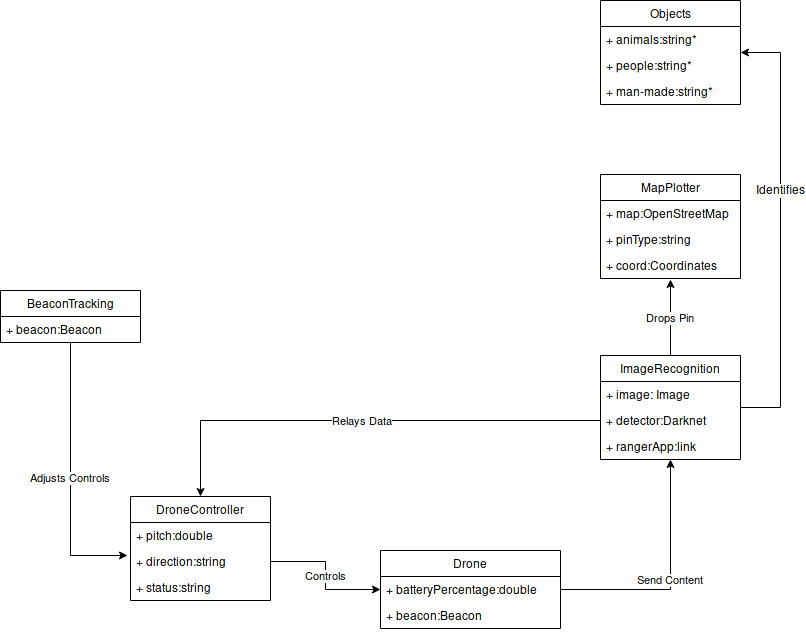 Objects
+ animals:string*
+ people:string*
+ man-made:string*
MapPlotter
Identifies
+ map:OpenStreetMap
+ pinType:string
+ coord:Coordinates
BeaconTracking
+ beacon:Beacon
Drops Pin
ImageRecognition
+ image: Image
+ detector:Darknet
+ rangerApp:link
Relays Data
Adjusts Controls
DroneController
+ pitch:double
+ direction:string
+ status:string
Controls
Drone
+ batteryPercentage:double
+ beacon:Beacon
Send Content